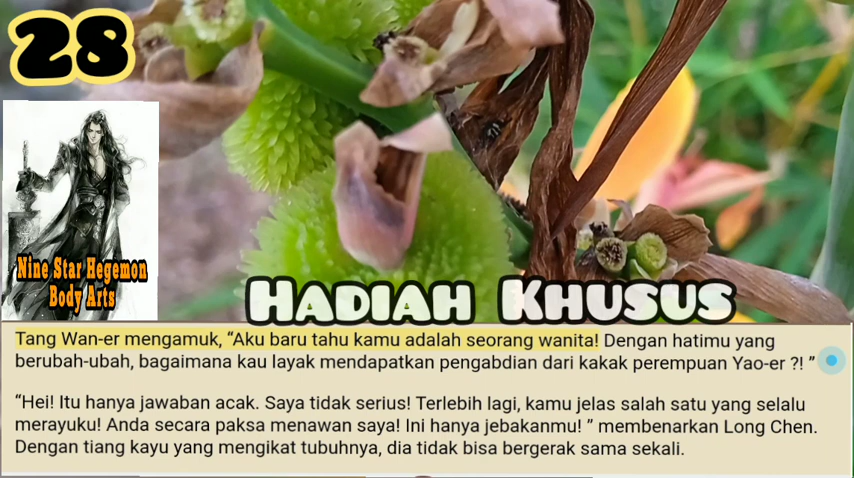 28
Nine Star Hegemon
Body Arts
HADIAH KHUSUS
Tang Wan-er mengamuk, “Aku baru tahu kamu adalah seorang wanita! Dengan hatimu yang
berubah-ubah, bagaimana kau layak mendapatkan pengabdian dari kakak perempuan Yao-er ?! ”
“Hei! Itu hanya jawaban acak. Saya tidak serius! Terlebih lagi, kamu jelas salah satu yang selalu
merayuku! Anda secara paksa menawan saya! Ini hanya jebakanmu! ” membenarkan Long Chen.
Dengan tiang kayu yang mengikat tubuhnya, dia tidak bisa bergerak sama sekali.